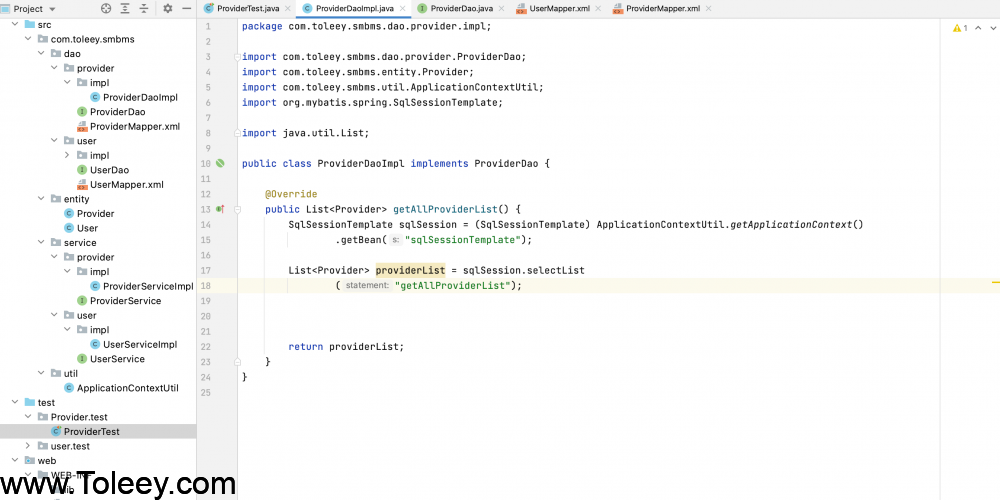 Project
ProviderTest.java
ProviderDaoImpl.java
ProviderDao.java
UserMapper.xml
ProviderMapper.xml
src
com.toleey.smbms
dao
provider
impl
ProviderDaoImpl
ProviderDao
ProviderMapper.xml
user
impl
UserDao
UserMapper.xml
entity
Provider
User
service
provider
impl
ProviderServiceImpl
ProviderService
user
impl
UserServiceImpl
UserService
util
ApplicationContextUtil
test
Provider.test
ProviderTest
user.test
web
1 package com.toleey.smbms.dao.provider.impl;
2
3 import com.toleey.smbms.dao.provider.ProviderDao;
4 import com.toleey.smbms.entity.Provider;
5 import com.toleey.smbms.util.ApplicationContextUtil;
6 import org.mybatis.spring.SqlSessionTemplate;
7
8 import java.util.List;
9
10 public class ProviderDaoImpl implements ProviderDao {
11
12 @Override
13 public List<Provider> getAllProviderList() {
14 SqlSessionTemplate sqlSession = (SqlSessionTemplate) ApplicationContextUtil.getApplicationContext()
15 .getBean( s: "sqlSessionTemplate");
16
17 List<Provider> providerList = sqlSession.selectList
18 ( statement: "getAllProviderList");
19
20
21
22 return providerList;
23 }
24 }
25
1
www.Toleey.com